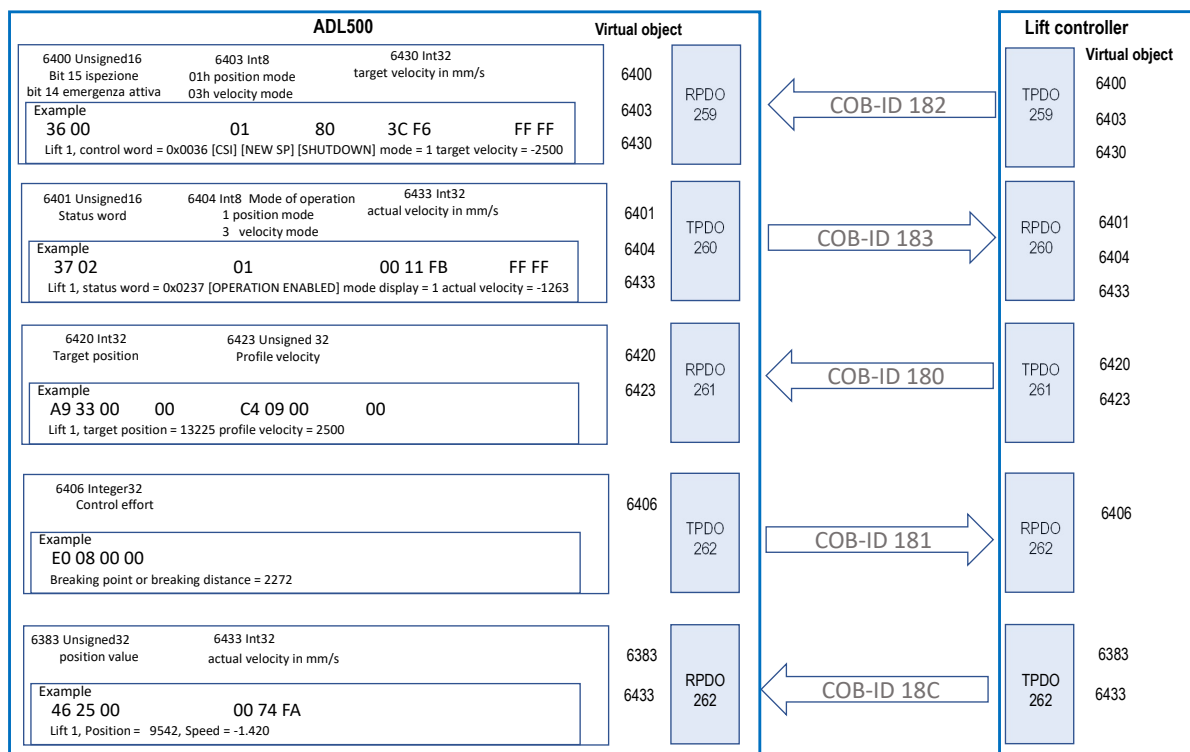 ADL500
Virtual object
6400 Unsigned16
Bit 15 ispezione
bit 14 emergenza attiva
6403 Int8
01h position mode
03h velocity mode
6430 Int32
target velocity in mm/s
Example
36 00 01 80 3C F6 FF FF
Lift 1, control word = 0x0036 [CSI] [NEW SP] [SHUTDOWN] mode = 1 target velocity = -2500
6400
6403
6430
RPDO
259
COB-ID 182
Lift controller
Virtual object
TPDO
259
6400
6403
6430
6401 Unsigned16
Status word
6404 Int8 Mode of operation
1 position mode
3 velocity mode
6433 Int32
actual velocity in mm/s
Example
37 02 01 00 11 FB FF FF
Lift 1, status word = 0x0237 [OPERATION ENABLED] mode display = 1 actual velocity = -1263
6401
6404
6433
TPDO
260
COB-ID 183
RPDO
260
6401
6404
6433
6420 Int32
Target position
6423 Unsigned 32
Profile velocity
Example
A9 33 00 00 C4 09 00 00
Lift 1, target position = 13225 profile velocity = 2500
6420
6423
RPDO
261
COB-ID 180
TPDO
261
6420
6423
6406 Integer32
Control effort
Example
E0 08 00 00
Breaking point or breaking distance = 2272
6406
TPDO
262
COB-ID 181
RPDO
262
6406
6383 Unsigned32
position value
6433 Int32
actual velocity in mm/s
Example
46 25 00 00 74 FA
Lift 1, Position = 9542, Speed = -1.420
6383
6433
RPDO
262
COB-ID 18C
TPDO
262
6383
6433